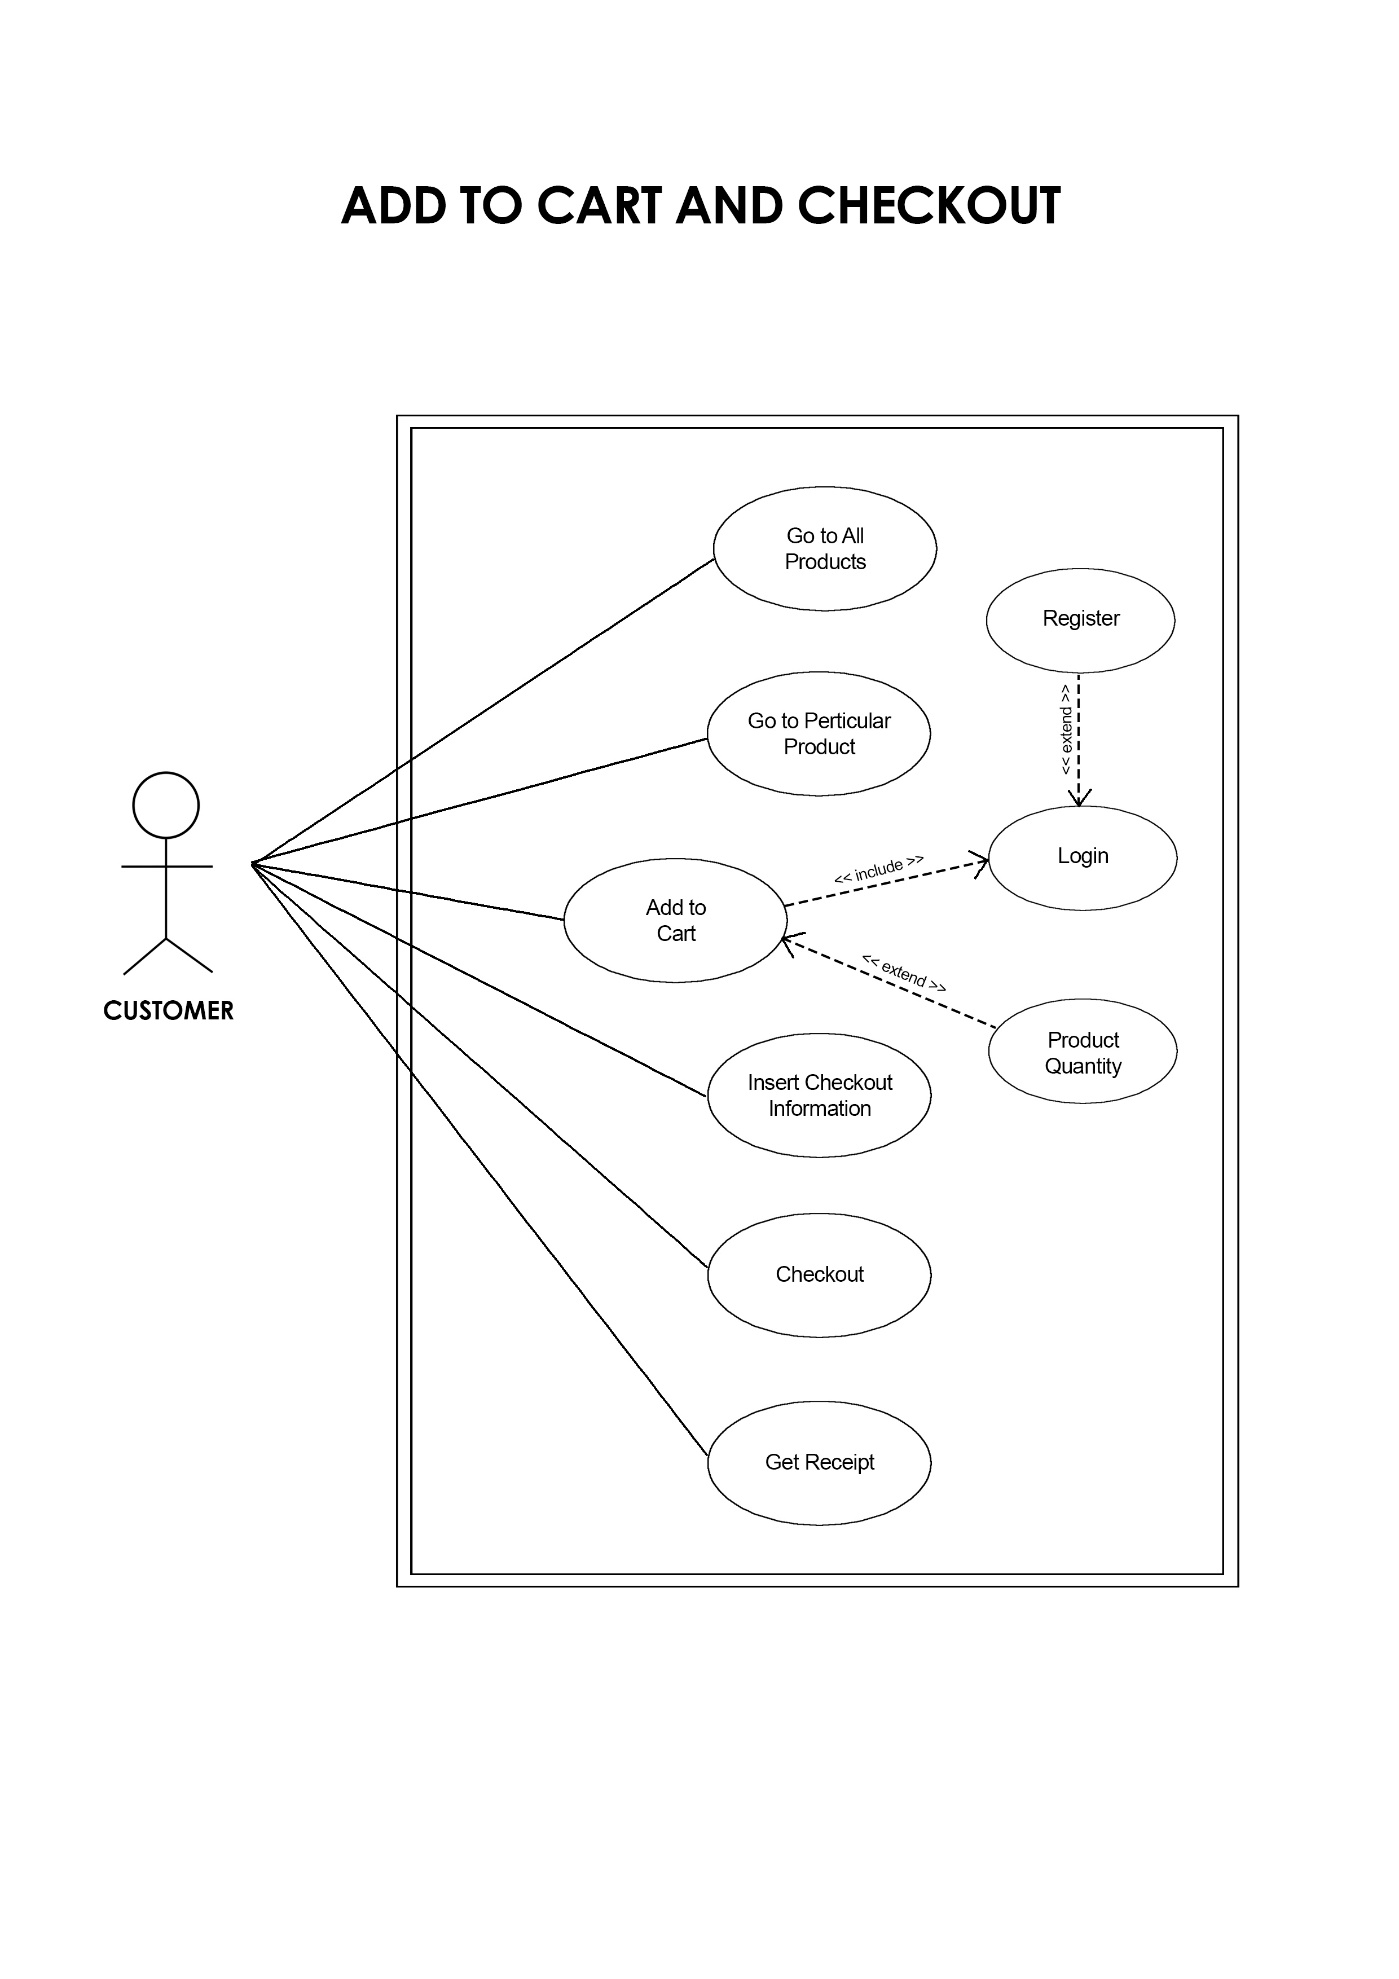 ADD TO CART AND CHECKOUT
Go to All
Products
Register
<< extend >>
Go to Perticular
Product
Login
<< include >>
Add to
Cart
<< extend >>
CUSTOMER
Product
Quantity
Insert Checkout
Information
Checkout
Get Receipt